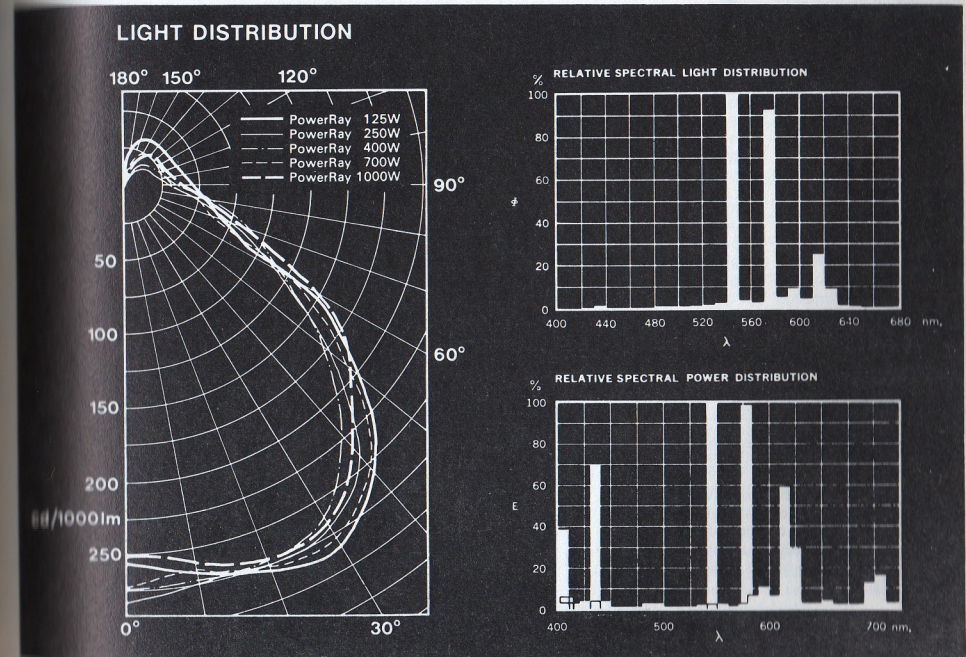 LIGHT DISTRIBUTION
180° 150° 120°
PowerRay 125W
PowerRay 250W
PowerRay 400W
PowerRay 700W
PowerRay 1000W
90°
50
100
60°
150
200
cd/1000lm
250
0° 30°
RELATIVE SPECTRAL LIGHT DISTRIBUTION
%
100
80
60
Φ
40
20
0
400 440 480 520 560 600 640 680 nm,
λ
RELATIVE SPECTRAL POWER DISTRIBUTION
%
100
80
60
E
40
20
0
400 500 600 700 nm,
λ